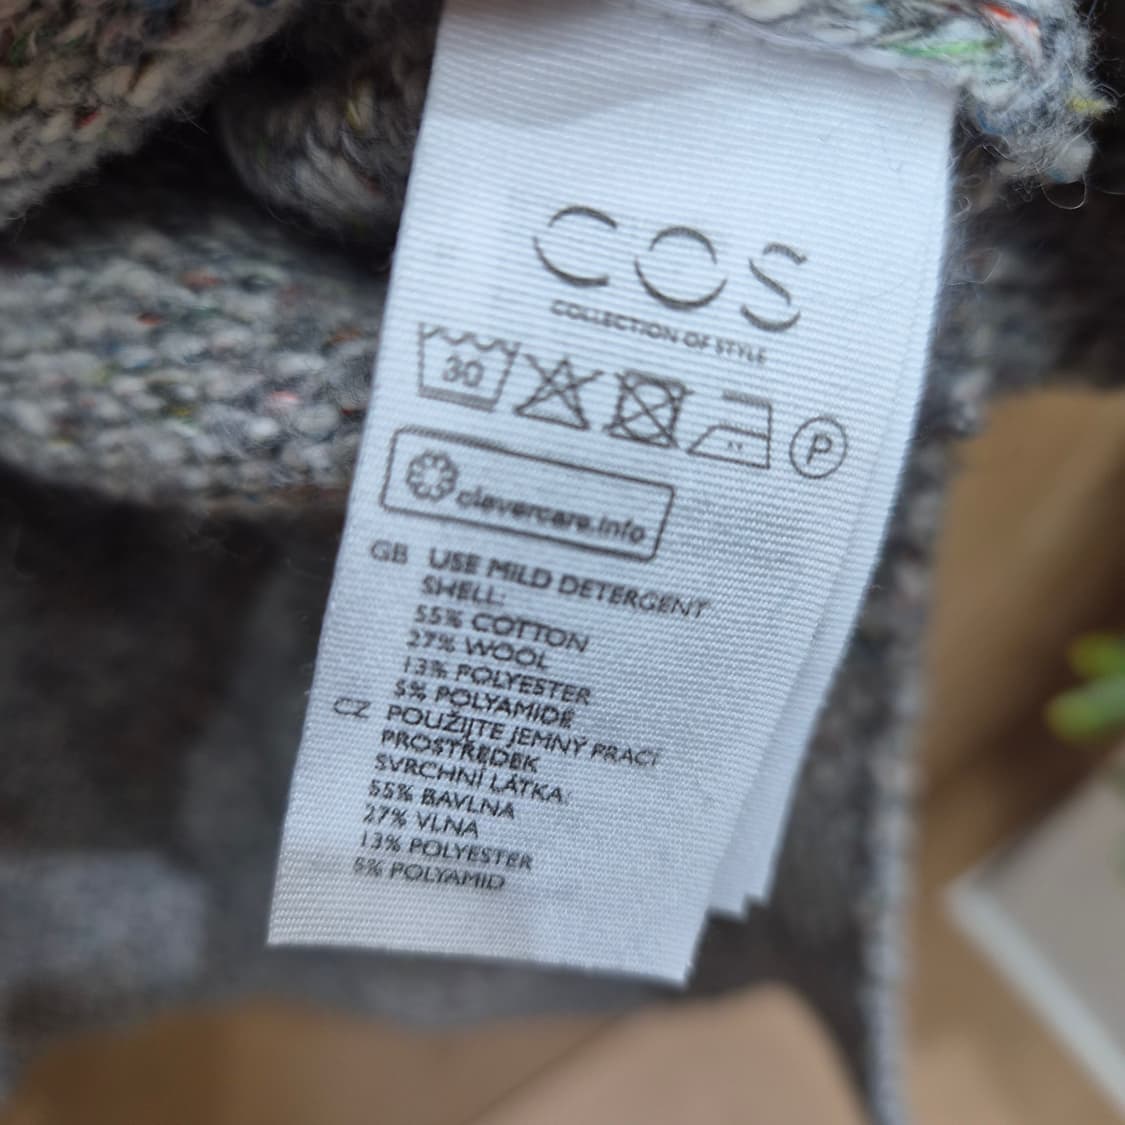 COS
COLLECTION OF STYLE
30
P
clevercare.info
GB USE MILD DETERGENT
SHELL:
55% COTTON
27% WOOL
13% POLYESTER
5% POLYAMIDE
CZ POUŽIJTE JEMNÝ PRACÍ
PROSTŘEDEK
SVRCHNÍ LÁTKA:
55% BAVLNA
27% VLNA
13% POLYESTER
5% POLYAMID